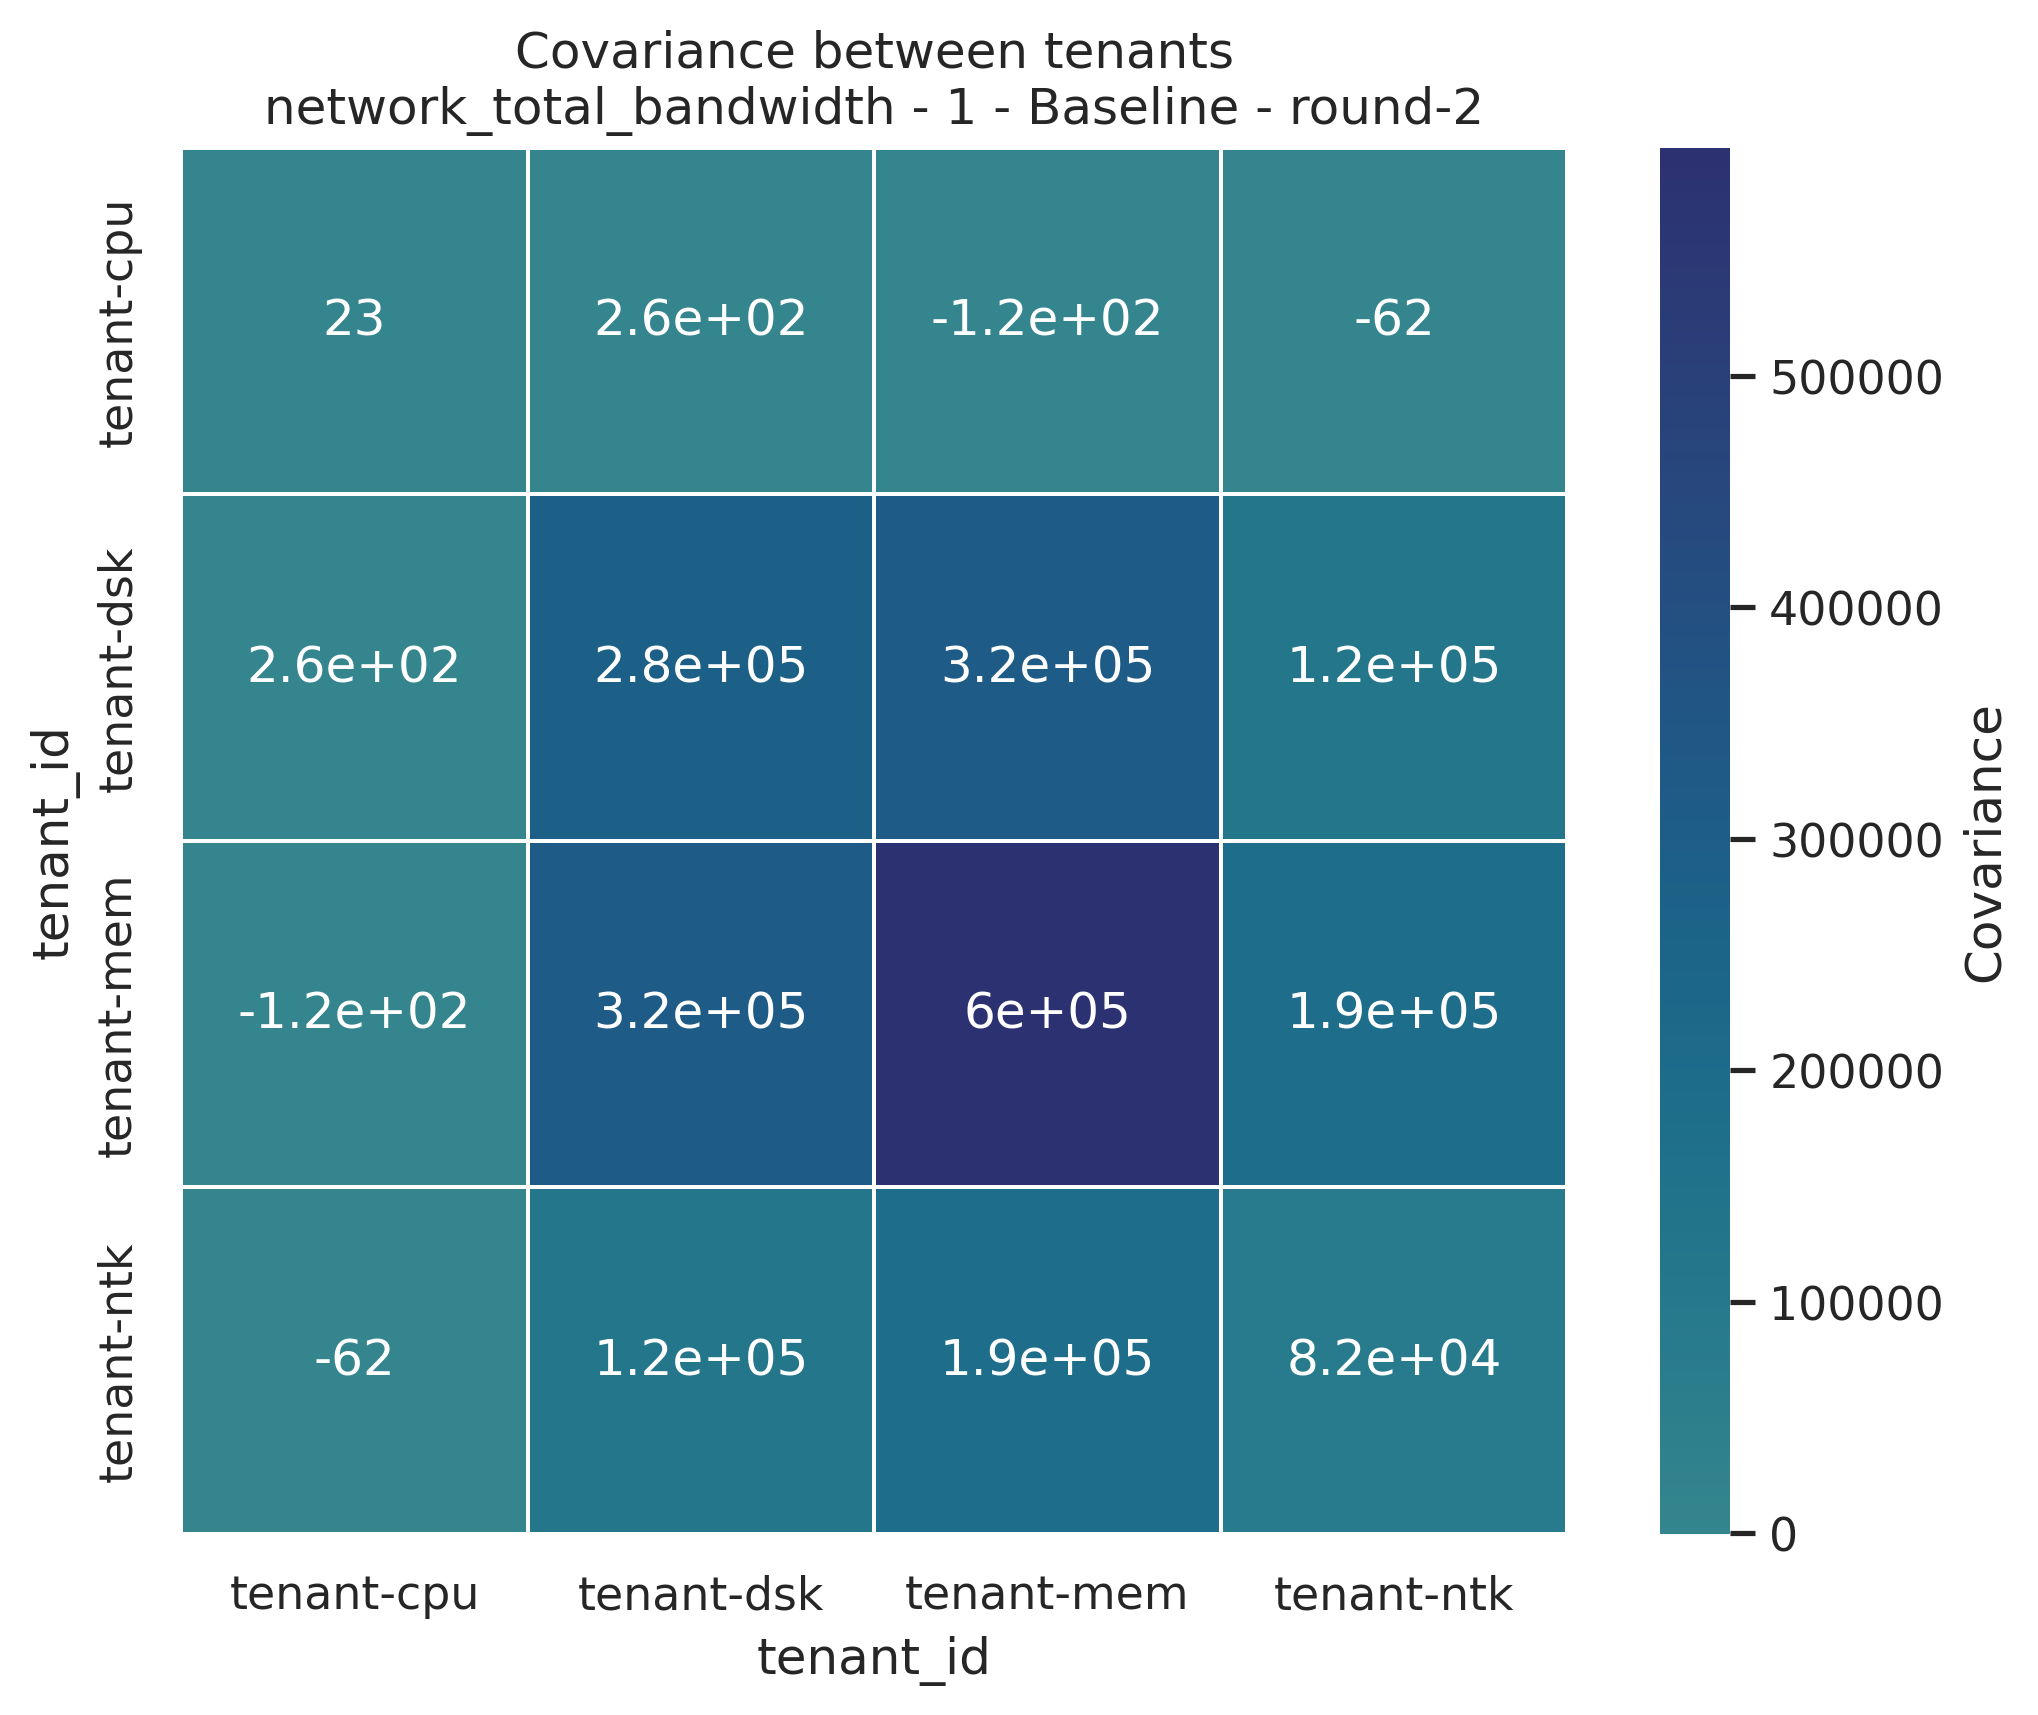 Covariance between tenants
network_total_bandwidth - 1 - Baseline - round-2
tenant_id
tenant-cpu
23
2.6e+02
-1.2e+02
-62
tenant-dsk
2.6e+02
2.8e+05
3.2e+05
1.2e+05
tenant-mem
-1.2e+02
3.2e+05
6e+05
1.9e+05
tenant-ntk
-62
1.2e+05
1.9e+05
8.2e+04
tenant-cpu
tenant-dsk
tenant-mem
tenant-ntk
tenant_id
500000
400000
300000
200000
100000
0
Covariance